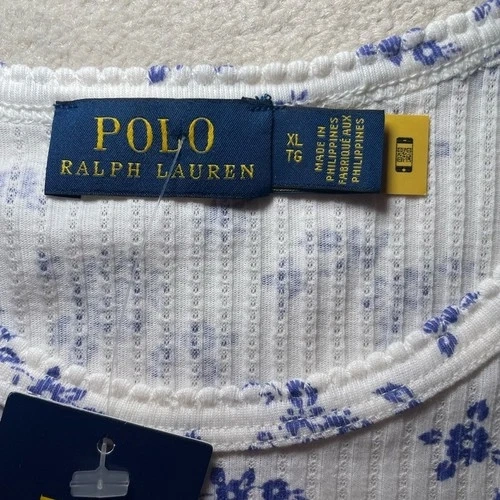 POLO
RALPH LAUREN
XL
TG
MADE IN
PHILIPPINES
FABRIQUÉ AUX
PHILIPPINES